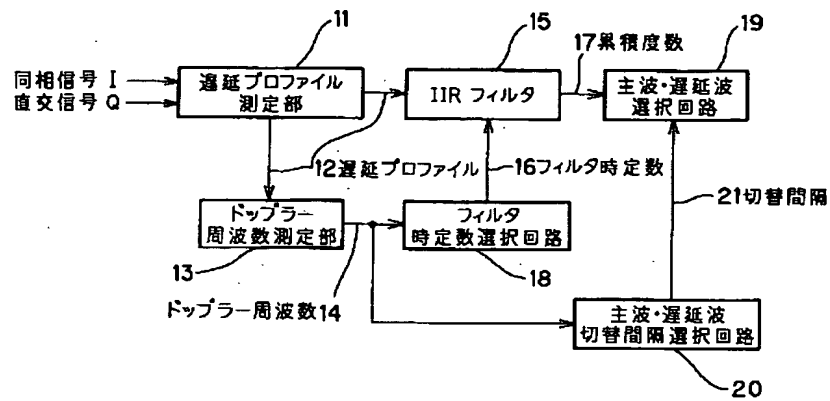 11
15
17累積度数
19
同相信号 I
直交信号 Q
遅延プロファイル
測定部
IIR フィルタ
主波・遅延波
選択回路
12遅延プロファイル
16フィルタ時定数
21切替間隔
ドップラー
周波数測定部
フィルタ
時定数選択回路
13
18
ドップラー周波数14
主波・遅延波
切替間隔選択回路
20